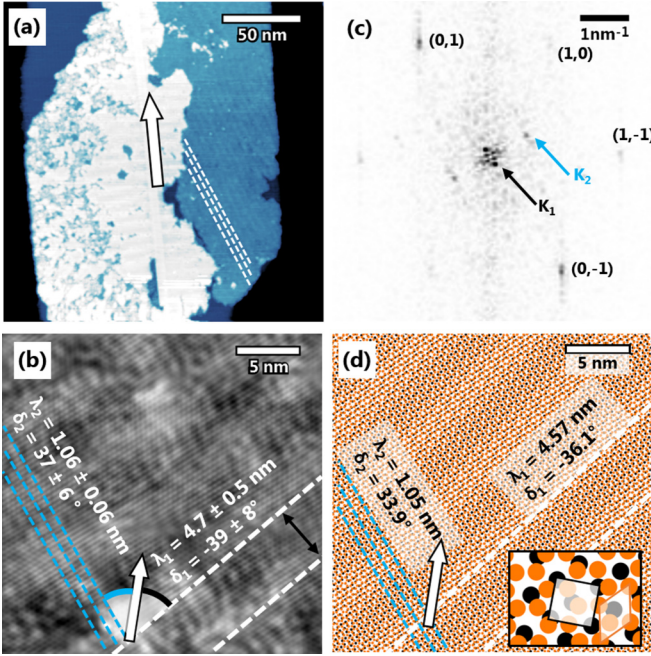 (a)
50 nm
(c)
1nm⁻¹
(0,1)
(1,0)
(1,-1)
K₂
K₁
(0,-1)
(b)
5 nm
λ₂ = 1.06 ± 0.06 nm
δ₂ = 37 ± 6°
λ₁ = 4.7 ± 0.5 nm
δ₁ = -39 ± 8°
(d)
5 nm
λ₂ = 1.05 nm
δ₂ = 33.9°
λ₁ = 4.57 nm
δ₁ = -36.1°